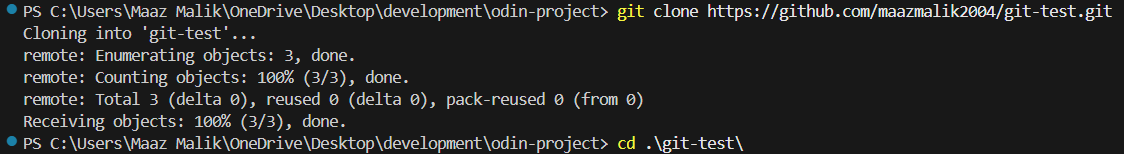 PS C:\Users\Maaz Malik\OneDrive\Desktop\development\odin-project> git clone https://github.com/maazmalik2004/git-test.git
Cloning into 'git-test'...
remote: Enumerating objects: 3, done.
remote: Counting objects: 100% (3/3), done.
remote: Total 3 (delta 0), reused 0 (delta 0), pack-reused 0 (from 0)
Receiving objects: 100% (3/3), done.
PS C:\Users\Maaz Malik\OneDrive\Desktop\development\odin-project> cd .\git-test\